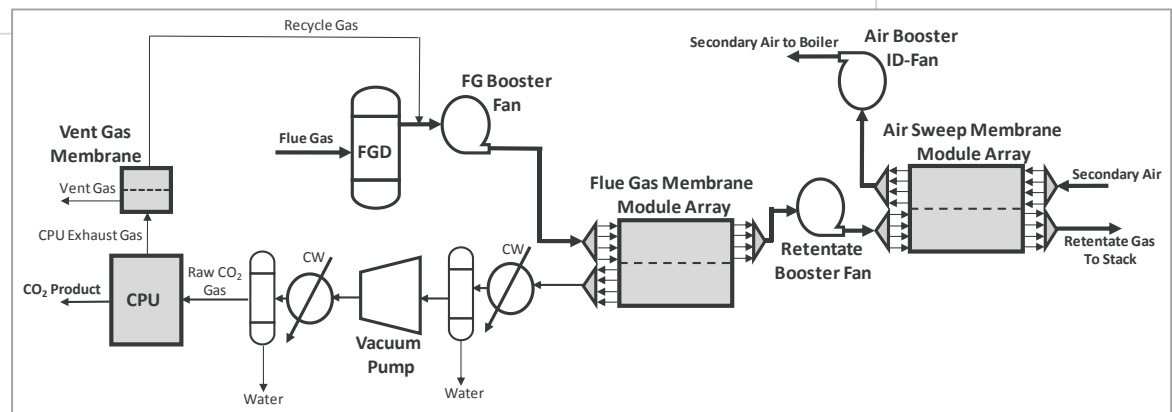 Recycle Gas
Secondary Air to Boiler
Air Booster
ID-Fan
FG Booster
Fan
Vent Gas
Membrane
Flue Gas
FGD
Air Sweep Membrane
Module Array
Secondary Air
Vent Gas
Flue Gas Membrane
Module Array
CPU Exhaust Gas
Retentate
Booster Fan
Retentate Gas
To Stack
CW
CW
Raw CO₂
Gas
CO₂ Product
CPU
Vacuum
Pump
Water
Water